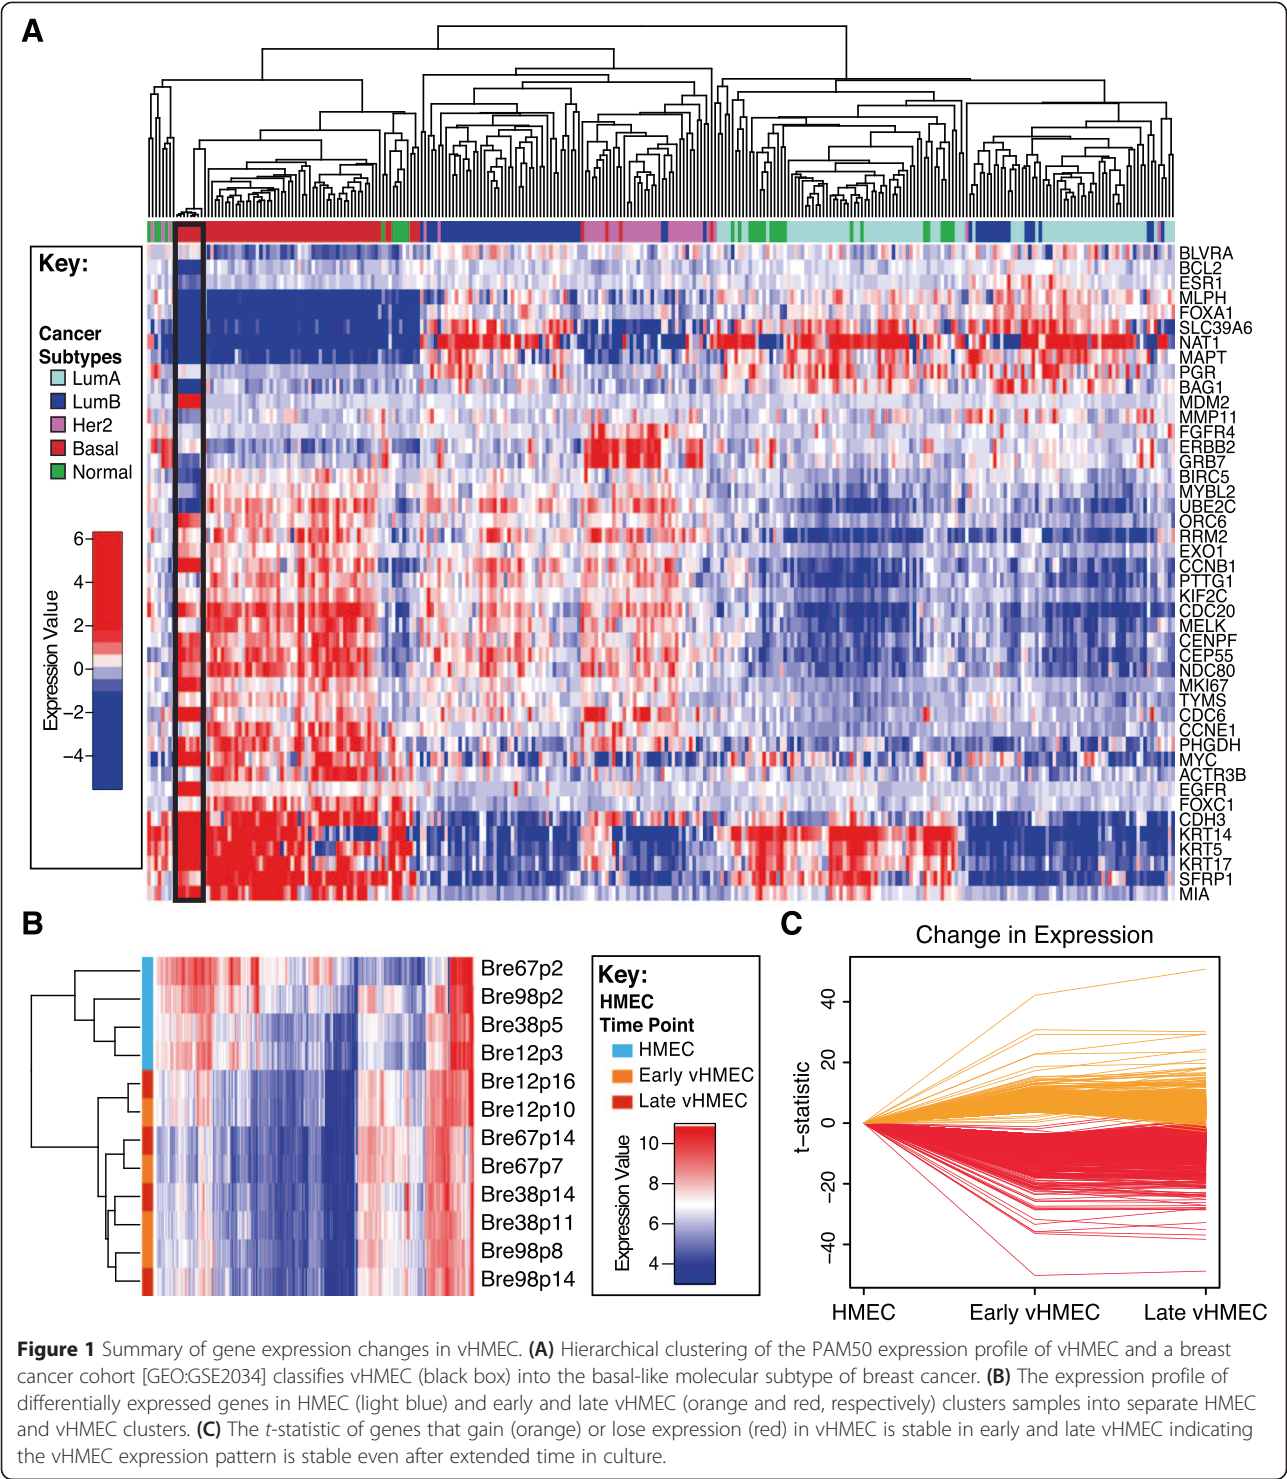 A
Key:
Cancer
Subtypes
LumA
LumB
Her2
Basal
Normal
6
4
2
0
−2
−4
Expression Value
BLVRA
BCL2
ESR1
MLPH
FOXA1
SLC39A6
NAT1
MAPT
PGR
BAG1
MDM2
MMP11
FGFR4
ERBB2
GRB7
BIRC5
MYBL2
UBE2C
ORC6
RRM2
EXO1
CCNB1
PTTG1
KIF2C
CDC20
MELK
CENPF
CEP55
NDC80
MKI67
TYMS
CDC6
CCNE1
PHGDH
MYC
ACTR3B
EGFR
FOXC1
CDH3
KRT14
KRT5
KRT17
SFRP1
MIA
B
Bre67p2
Bre98p2
Bre38p5
Bre12p3
Bre12p16
Bre12p10
Bre67p14
Bre67p7
Bre38p14
Bre38p11
Bre98p8
Bre98p14
Key:
HMEC
Time Point
HMEC
Early vHMEC
Late vHMEC
10
8
6
4
Expression Value
C
Change in Expression
40
20
0
−20
−40
t−statistic
HMEC
Early vHMEC
Late vHMEC
Figure 1 Summary of gene expression changes in vHMEC. (A) Hierarchical clustering of the PAM50 expression profile of vHMEC and a breast
cancer cohort [GEO:GSE2034] classifies vHMEC (black box) into the basal-like molecular subtype of breast cancer. (B) The expression profile of
differentially expressed genes in HMEC (light blue) and early and late vHMEC (orange and red, respectively) clusters samples into separate HMEC
and vHMEC clusters. (C) The t-statistic of genes that gain (orange) or lose expression (red) in vHMEC is stable in early and late vHMEC indicating
the vHMEC expression pattern is stable even after extended time in culture.